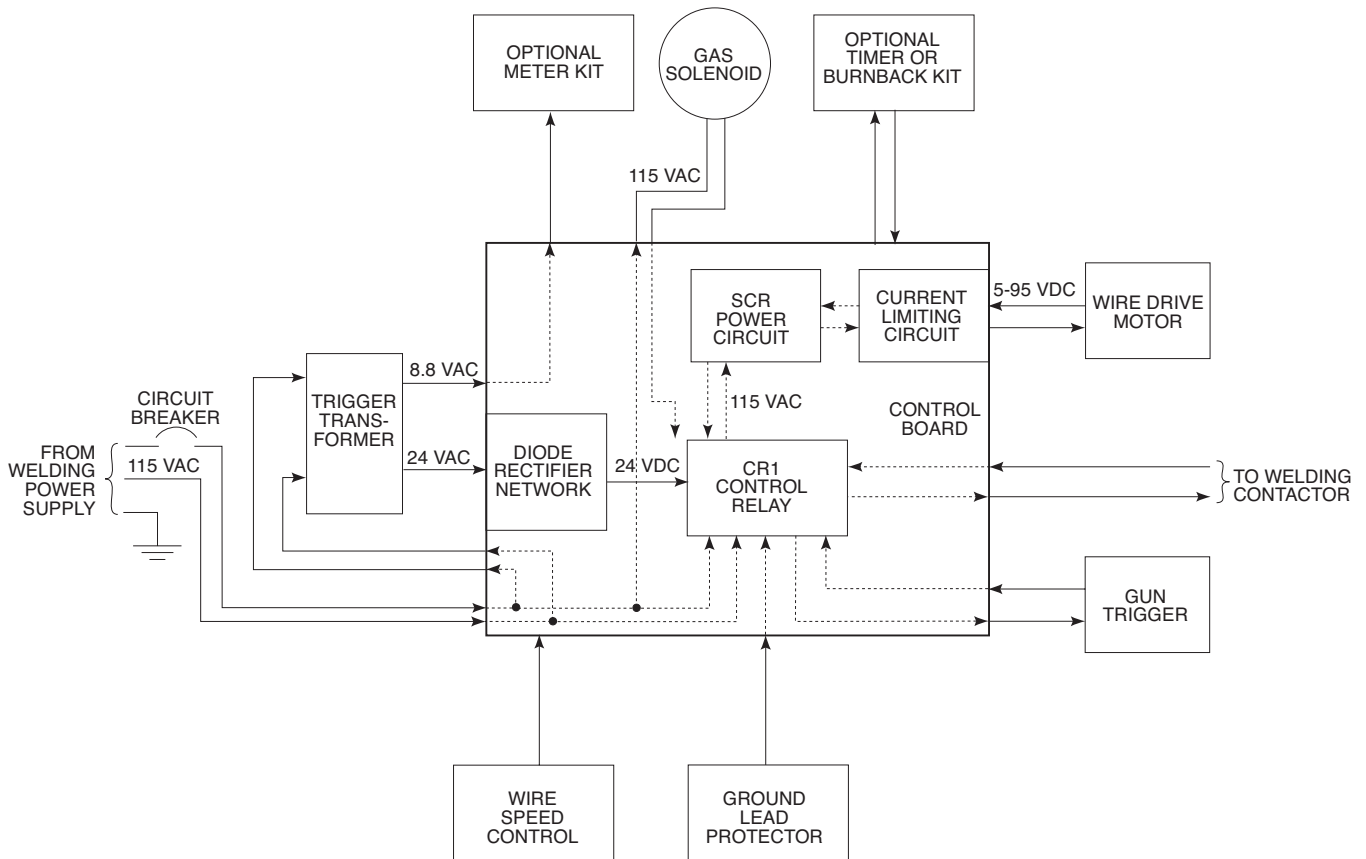 OPTIONAL
METER KIT
GAS
SOLENOID
OPTIONAL
TIMER OR
BURNBACK KIT
115 VAC
SCR
POWER
CIRCUIT
CURRENT
LIMITING
CIRCUIT
5-95 VDC
WIRE DRIVE
MOTOR
8.8 VAC
TRIGGER
TRANS-
FORMER
24 VAC
CIRCUIT
BREAKER
FROM
WELDING
POWER
SUPPLY
115 VAC
DIODE
RECTIFIER
NETWORK
24 VDC
115 VAC
CR1
CONTROL
RELAY
CONTROL
BOARD
TO WELDING
CONTACTOR
GUN
TRIGGER
WIRE
SPEED
CONTROL
GROUND
LEAD
PROTECTOR